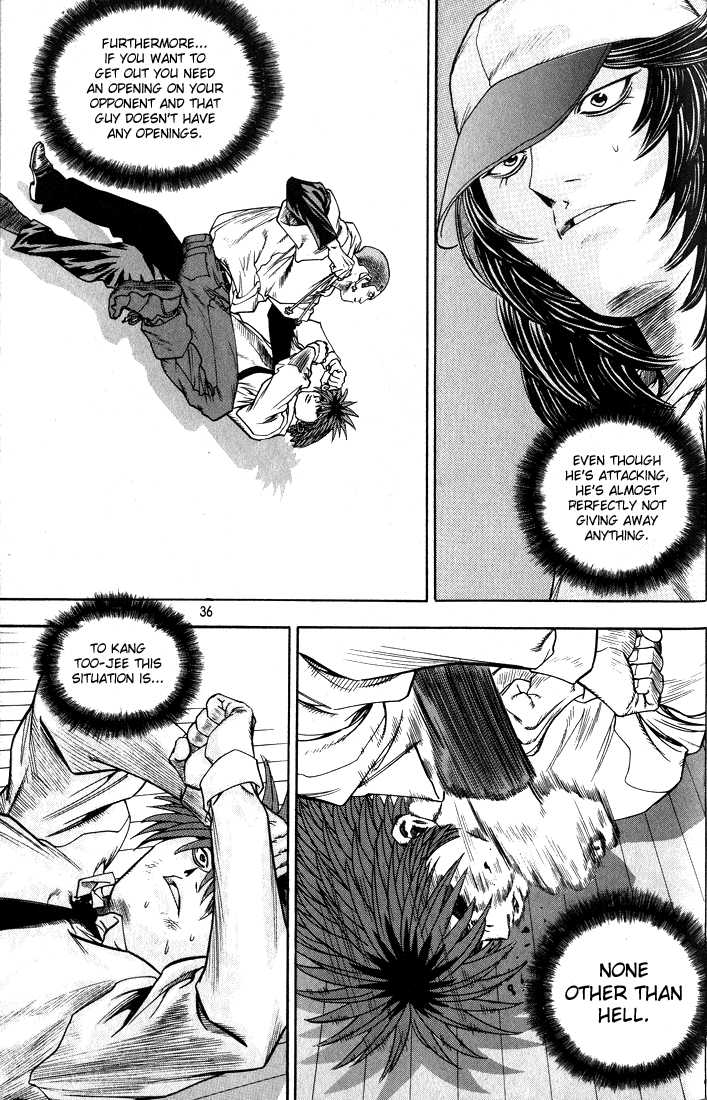 FURTHERMORE...
IF YOU WANT TO
GET OUT YOU NEED
AN OPENING ON YOUR
OPPONENT AND THAT
GUY DOESN'T HAVE
ANY OPENINGS.
EVEN THOUGH
HE'S ATTACKING,
HE'S ALMOST
PERFECTLY NOT
GIVING AWAY
ANYTHING.
36
TO KANG
TOO-JEE THIS
SITUATION IS...
NONE
OTHER THAN
HELL.